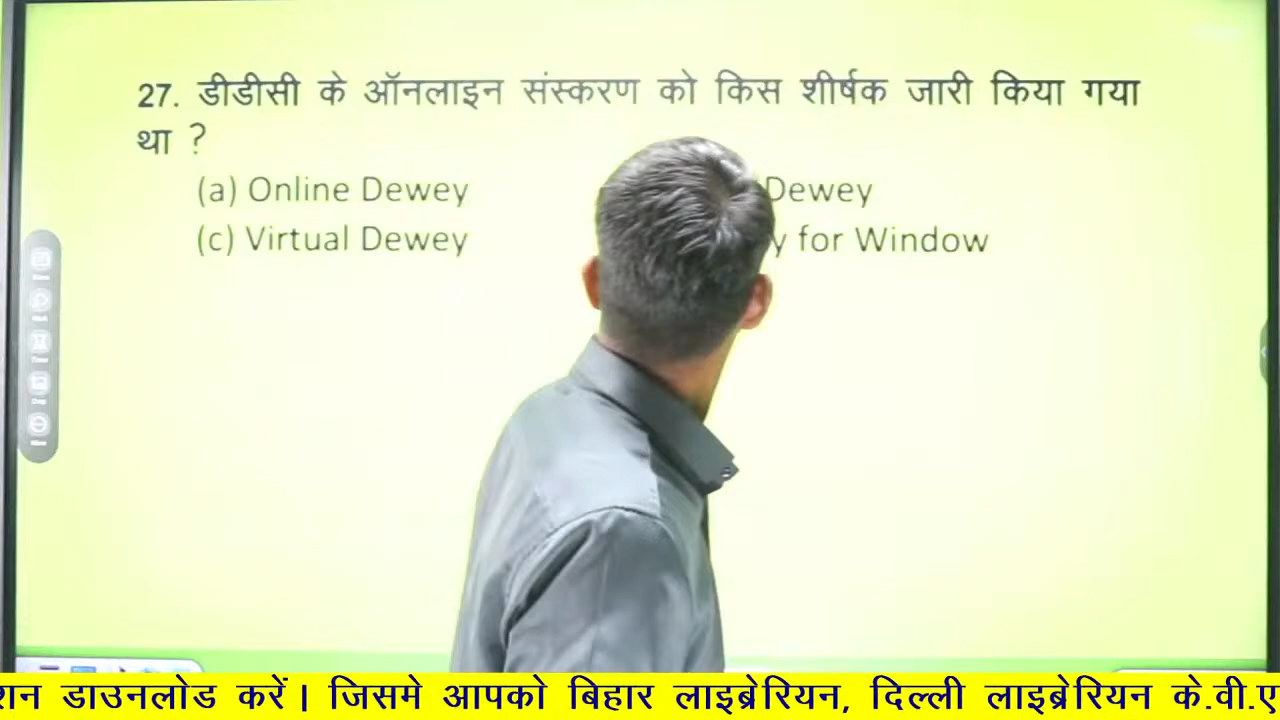 27. डीडीसी के ऑनलाइन संस्करण को किस शीर्षक जारी किया गया
था ?
(a) Online Dewey Dewey
(c) Virtual Dewey for Window
शन डाउनलोड करें। जिसमे आपको बिहार लाइब्रेरियन, दिल्ली लाइब्रेरियन के.वी.ए